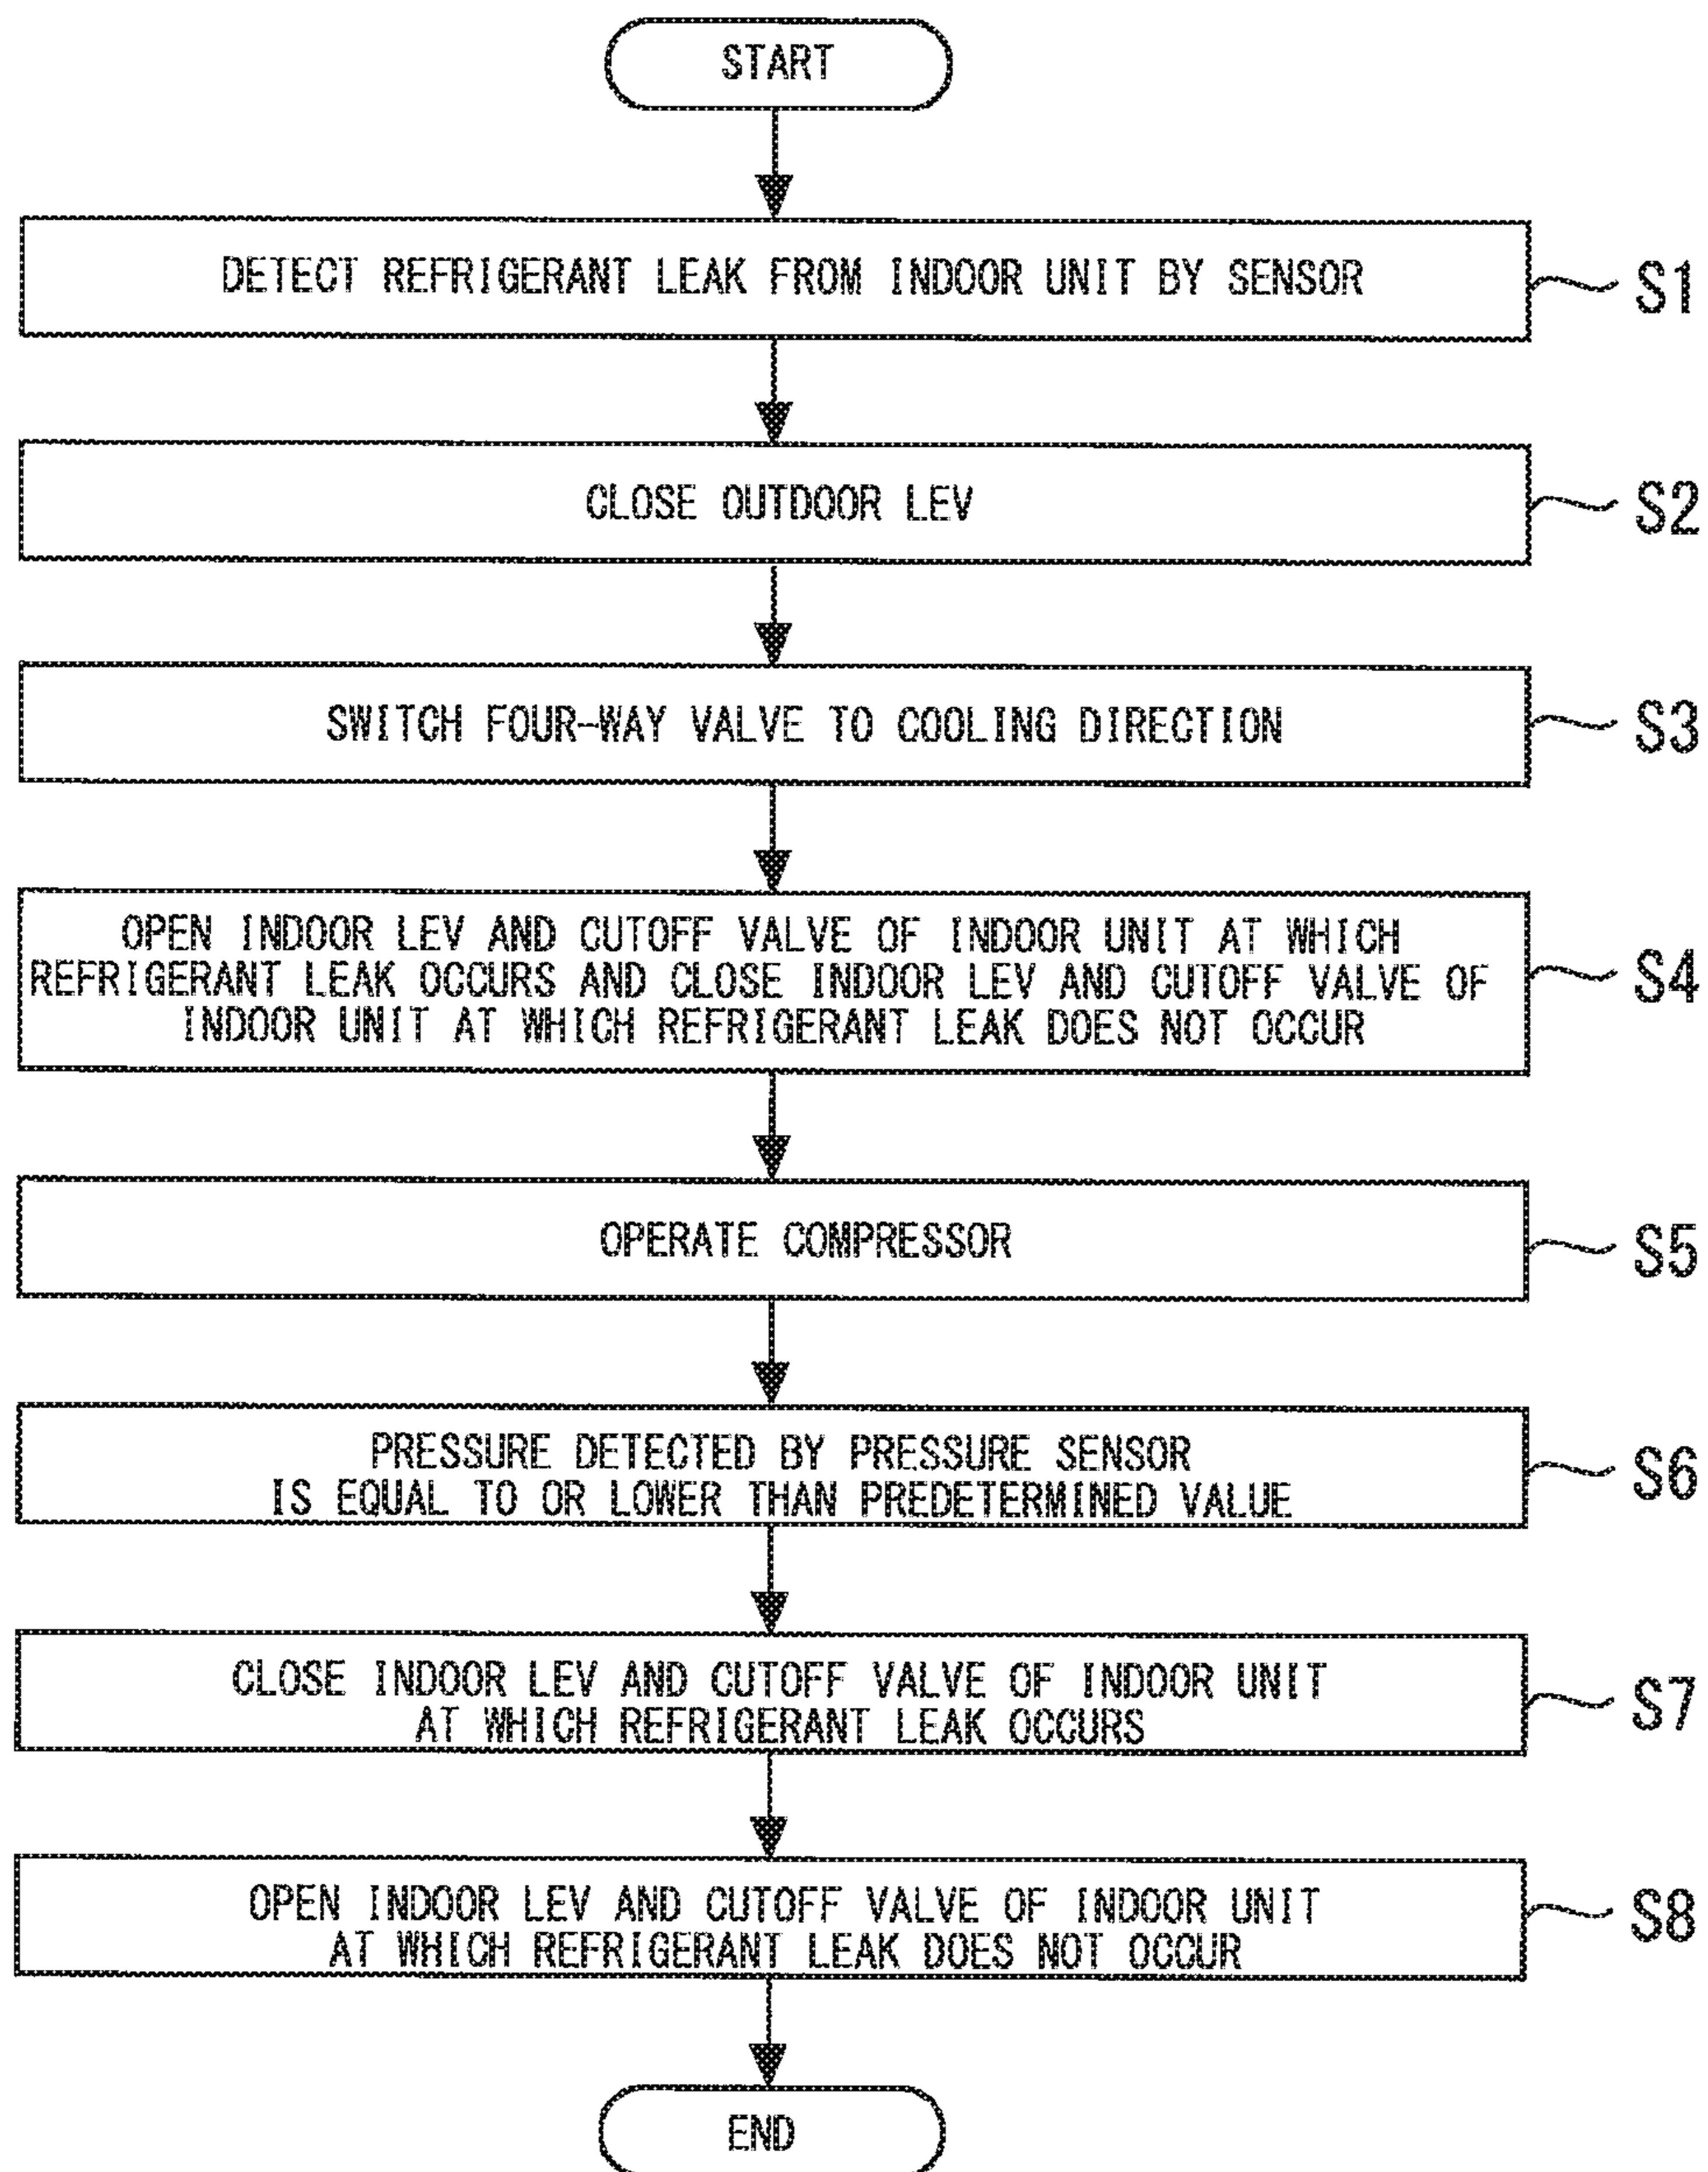 START
DETECT REFRIGERANT LEAK FROM INDOOR UNIT BY SENSOR
S1
CLOSE OUTDOOR LEV
S2
SWITCH FOUR-WAY VALVE TO COOLING DIRECTION
S3
OPEN INDOOR LEV AND CUTOFF VALVE OF INDOOR UNIT AT WHICH
REFRIGERANT LEAK OCCURS AND CLOSE INDOOR LEV AND CUTOFF VALVE OF
INDOOR UNIT AT WHICH REFRIGERANT LEAK DOES NOT OCCUR
S4
OPERATE COMPRESSOR
S5
PRESSURE DETECTED BY PRESSURE SENSOR
IS EQUAL TO OR LOWER THAN PREDETERMINED VALUE
S6
CLOSE INDOOR LEV AND CUTOFF VALVE OF INDOOR UNIT
AT WHICH REFRIGERANT LEAK OCCURS
S7
OPEN INDOOR LEV AND CUTOFF VALVE OF INDOOR UNIT
AT WHICH REFRIGERANT LEAK DOES NOT OCCUR
S8
END